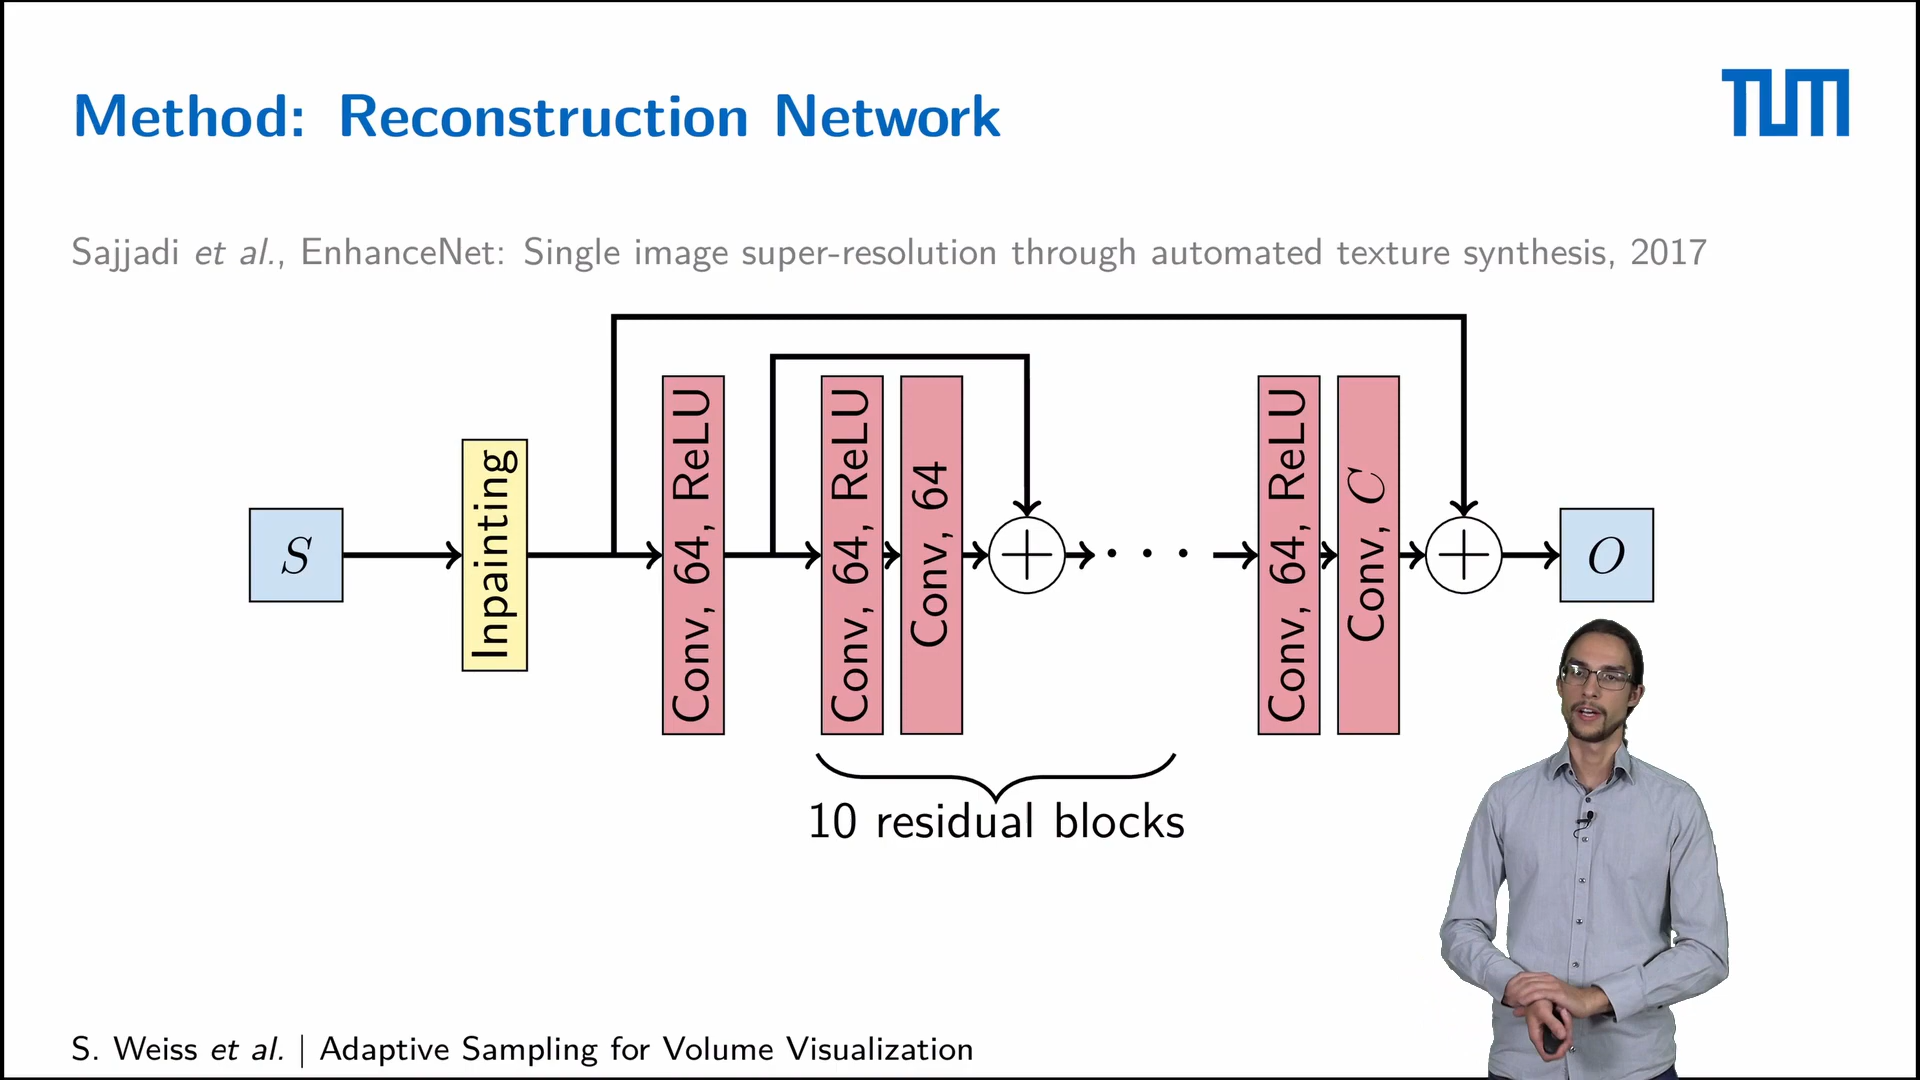 Method: Reconstruction Network
TUM
Sajjadi et al., EnhanceNet: Single image super-resolution through automated texture synthesis, 2017
S
Inpainting
Conv, 64, ReLU
Conv, 64, ReLU
Conv, 64
+
· · ·
Conv, 64, ReLU
Conv, C
+
O
10 residual blocks
S. Weiss et al. | Adaptive Sampling for Volume Visualization